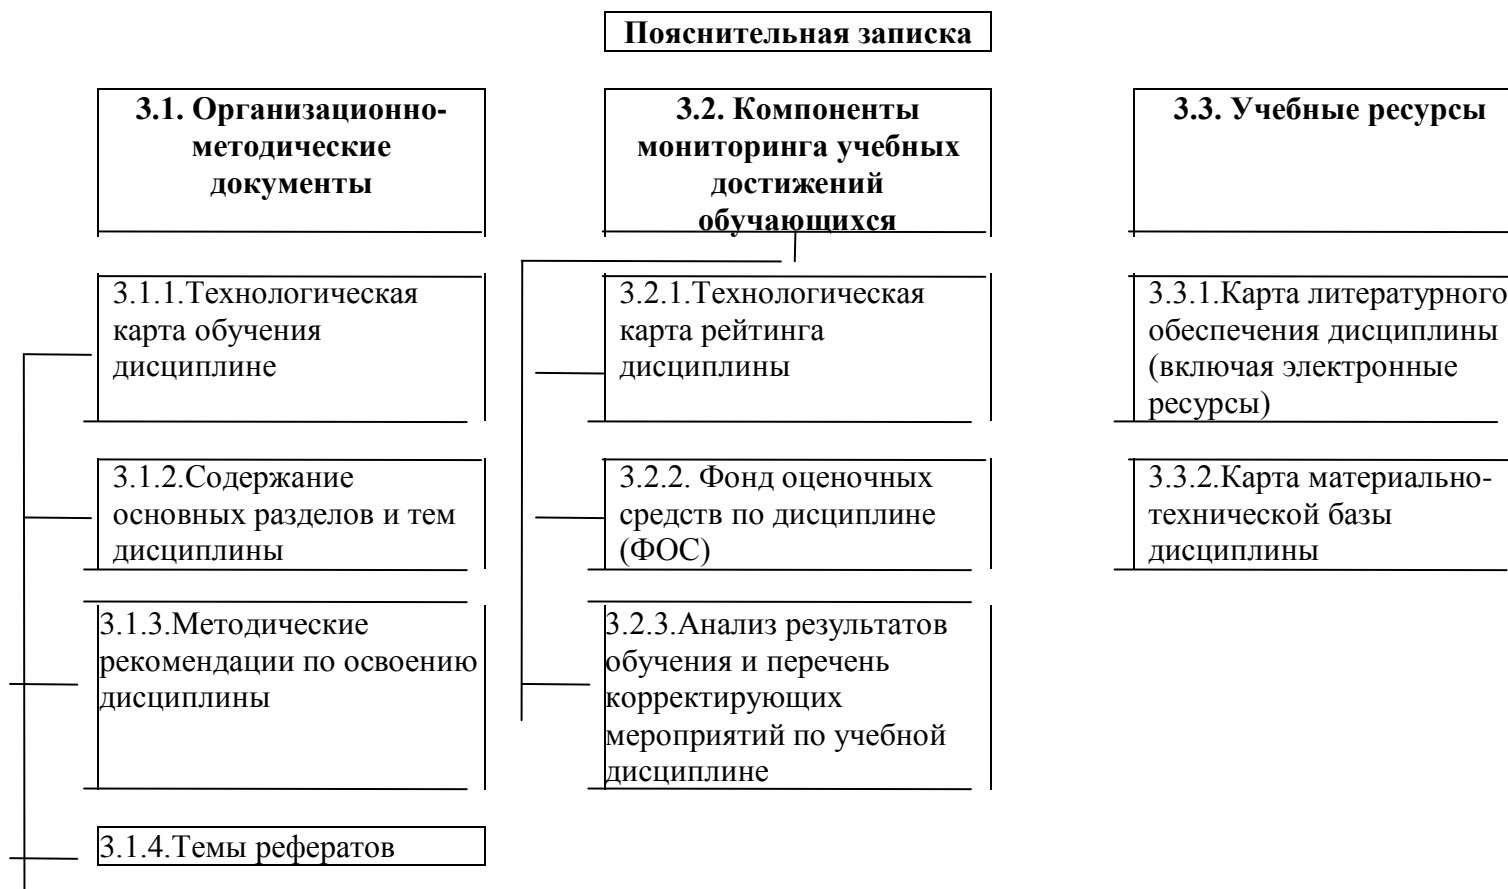 Пояснительная записка
3.1. Организационно-
методические
документы
3.2. Компоненты
мониторинга учебных
достижений
обучающихся
3.3. Учебные ресурсы
3.1.1.Технологическая
карта обучения
дисциплине
3.2.1.Технологическая
карта рейтинга
дисциплины
3.3.1.Карта литературного
обеспечения дисциплины
(включая электронные
ресурсы)
3.1.2.Содержание
основных разделов и тем
дисциплины
3.2.2. Фонд оценочных
средств по дисциплине
(ФОС)
3.3.2.Карта материально-
технической базы
дисциплины
3.1.3.Методические
рекомендации по освоению
дисциплины
3.2.3.Анализ результатов
обучения и перечень
корректирующих
мероприятий по учебной
дисциплине
3.1.4.Темы рефератов